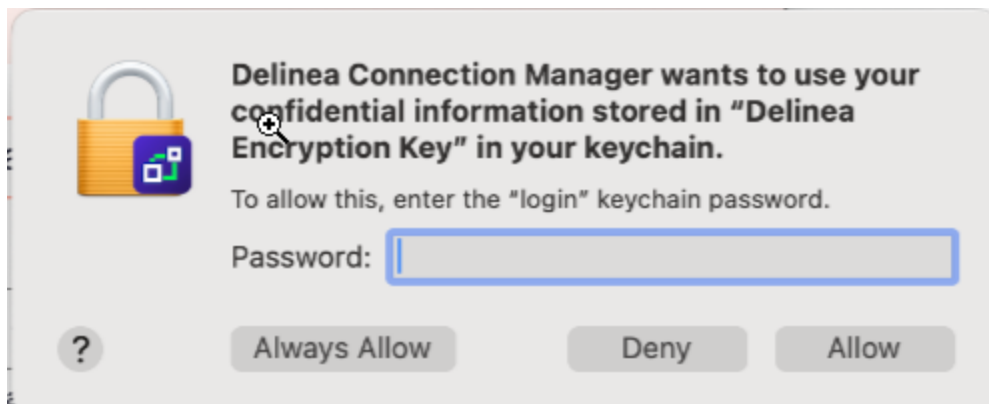 Delinea Connection Manager wants to use your
confidential information stored in “Delinea
Encryption Key” in your keychain.
To allow this, enter the “login” keychain password.
Password:
?
Always Allow
Deny
Allow